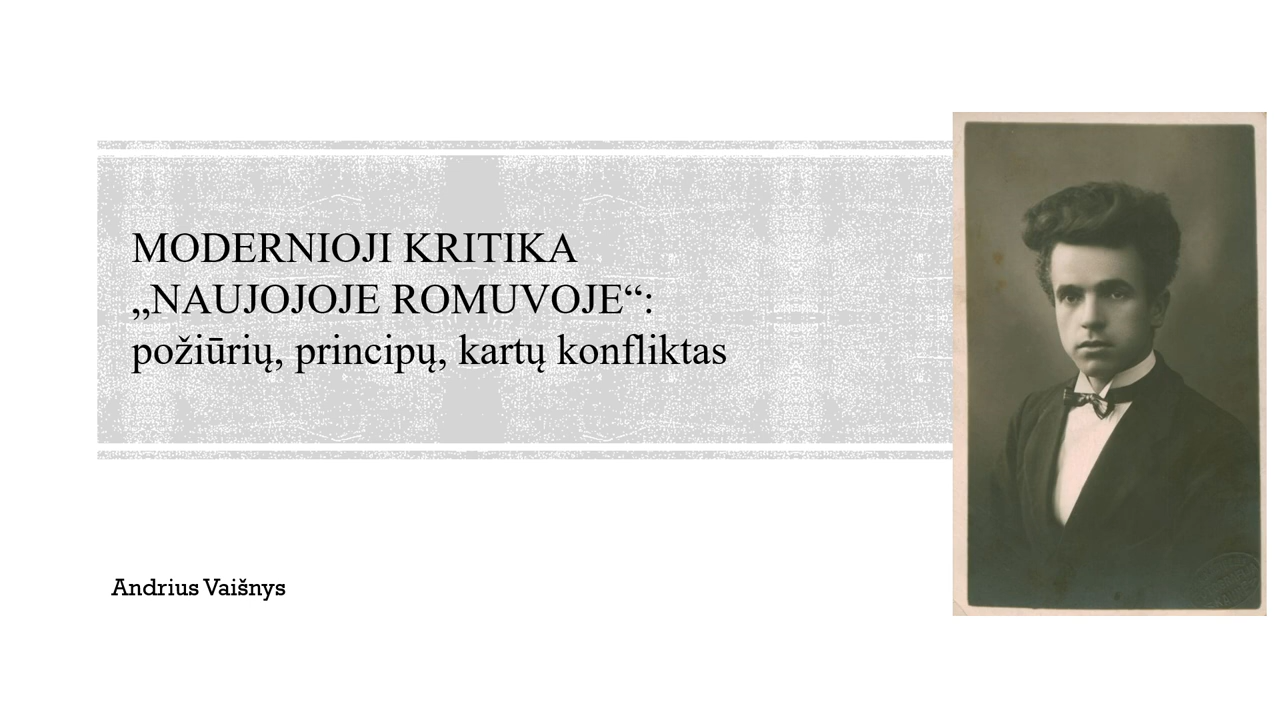 MODERNIOJI KRITIKA
„NAUJOJOJE ROMUVOJE“:
požiūrių, principų, kartų konfliktas
Andrius Vaišnys